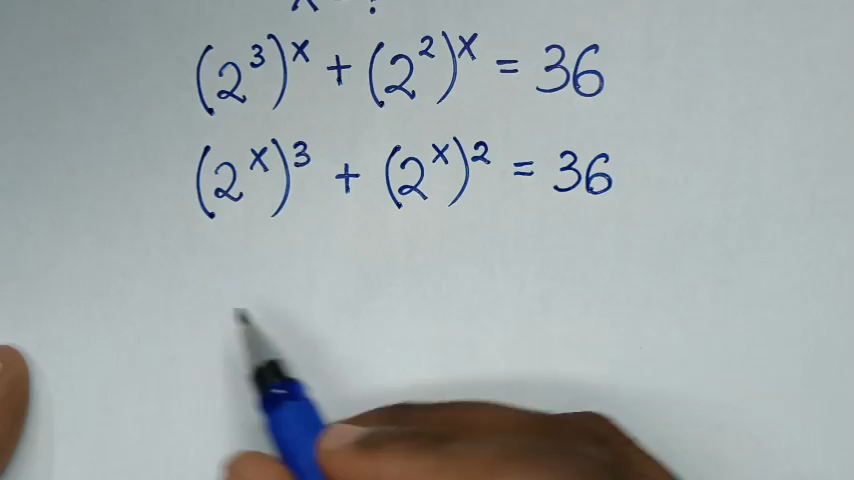 x = ?
(2³)ˣ + (2²)ˣ = 36
(2ˣ)³ + (2ˣ)² = 36